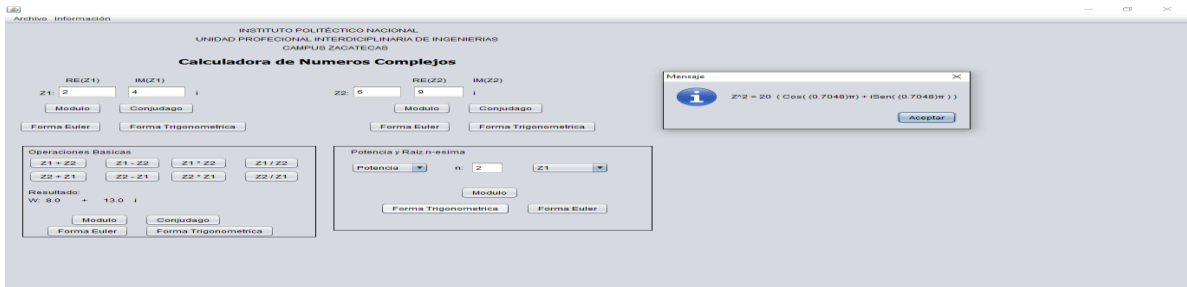 Archivo Información
INSTITUTO POLITÉCTICO NACIONAL
UNIDAD PROFECIONAL INTERDICIPLINARIA DE INGENIERIAS
CAMPUS ZACATECAS
Calculadora de Numeros Complejos
RE(Z1) IM(Z1) RE(Z2) IM(Z2)
Z1: 2 4 i Z2: 6 9 i
Modulo Conjudago Modulo Conjudago
Forma Euler Forma Trigonometrica Forma Euler Forma Trigonometrica
Operaciones Basicas
Z1 + Z2 Z1 - Z2 Z1 * Z2 Z1 / Z2
Z2 + Z1 Z2 - Z1 Z2 * Z1 Z2 / Z1
Resultado:
W: 8.0 + 13.0 i
Modulo Conjudago
Forma Euler Forma Trigonometrica
Potencia y Raiz n-esima
Potencia n: 2 Z1
Modulo
Forma Trigonometrica Forma Euler
Mensaje
Z^2 = 20 ( Cos( (0.7048)π) + iSen( (0.7048)π ) )
Aceptar